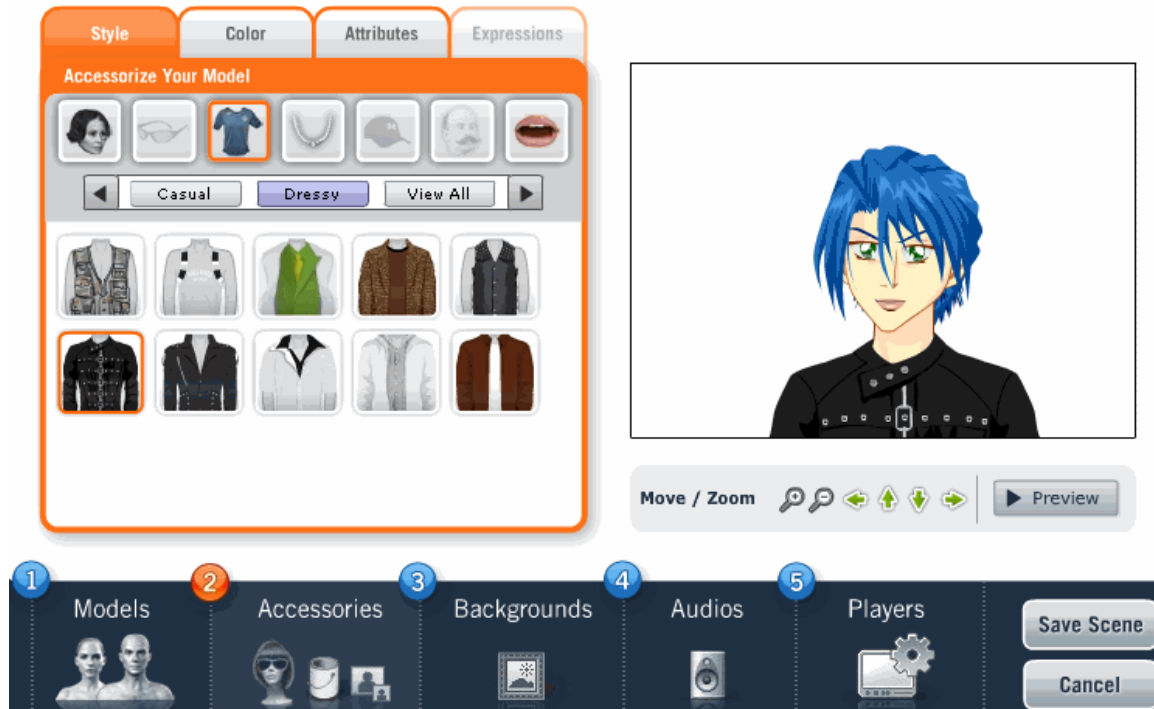 Style
Color
Attributes
Expressions
Accessorize Your Model
Casual
Dressy
View All
Move / Zoom
Preview
1
2
3
4
5
Models
Accessories
Backgrounds
Audios
Players
Save Scene
Cancel